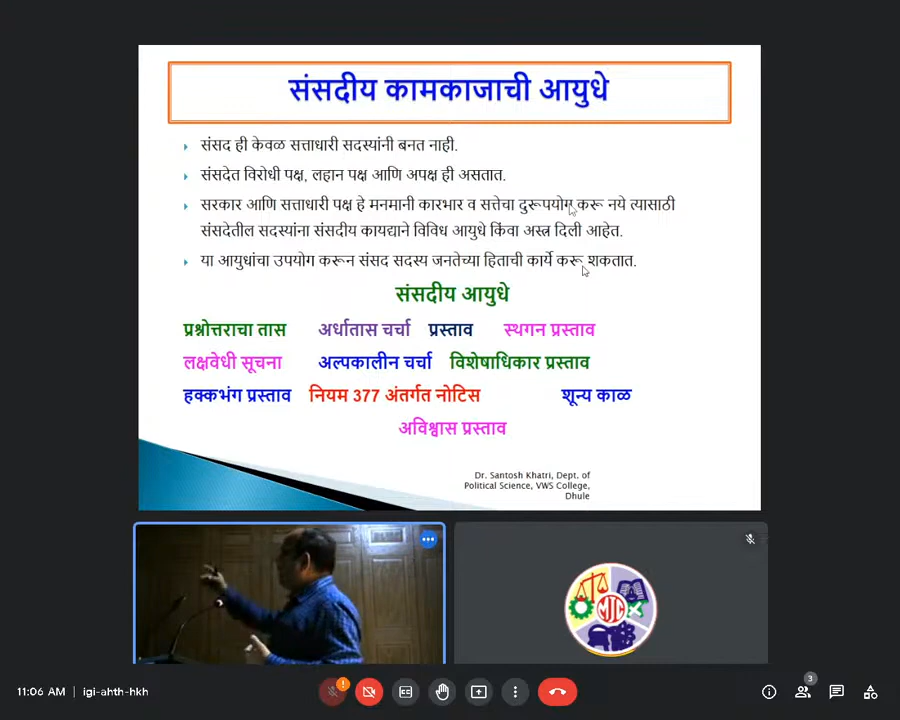 संसदीय कामकाजाची आयुधे
संसद ही केवळ सत्ताधारी सदस्यांनी बनत नाही.
संसदेत विरोधी पक्ष, लहान पक्ष आणि अपक्ष ही असतात.
सरकार आणि सत्ताधारी पक्ष हे मनमानी कारभार व सत्तेचा दुरूपयोग करू नये त्यासाठी
संसदेतील सदस्यांना संसदीय कायद्याने विविध आयुधे किंवा अस्त्र दिली आहेत.
या आयुधांचा उपयोग करून संसद सदस्य जनतेच्या हिताची कार्ये करू शकतात.
संसदीय आयुधे
प्रश्नोत्तराचा तास अर्धातास चर्चा प्रस्ताव स्थगन प्रस्ताव
लक्षवेधी सूचना अल्पकालीन चर्चा विशेषाधिकार प्रस्ताव
हक्कभंग प्रस्ताव नियम 377 अंतर्गत नोटिस शून्य काळ
अविश्वास प्रस्ताव
Dr. Santosh Khatri, Dept. of
Political Science, VWS College,
Dhule
MJC
11:06 AM | igi-ahth-hkh
3